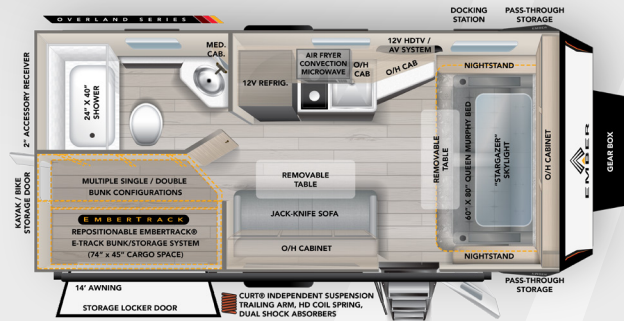 OVERLAND SERIES
DOCKING
STATION
PASS-THROUGH
STORAGE
MED.
CAB.
12V HDTV /
AV SYSTEM
AIR FRYER
CONVECTION
MICROWAVE
O/H
CAB
O/H CAB
12V REFRIG.
NIGHTSTAND
2" ACCESSORY RECEIVER
24" X 40"
SHOWER
REMOVABLE
TABLE
60" X 80" QUEEN MURPHY BED
"STARGAZER"
SKYLIGHT
O/H CABINET
EMBER
GEAR BOX
KAYAK / BIKE
STORAGE DOOR
MULTIPLE SINGLE / DOUBLE
BUNK CONFIGURATIONS
REMOVABLE
TABLE
EMBERTRACK
REPOSITIONABLE EMBERTRACK®
E-TRACK BUNK/STORAGE SYSTEM
(74" x 45" CARGO SPACE)
JACK-KNIFE SOFA
O/H CABINET
NIGHTSTAND
14' AWNING
STORAGE LOCKER DOOR
CURT® INDEPENDENT SUSPENSION
TRAILING ARM, HD COIL SPRING,
DUAL SHOCK ABSORBERS
PASS-THROUGH
STORAGE